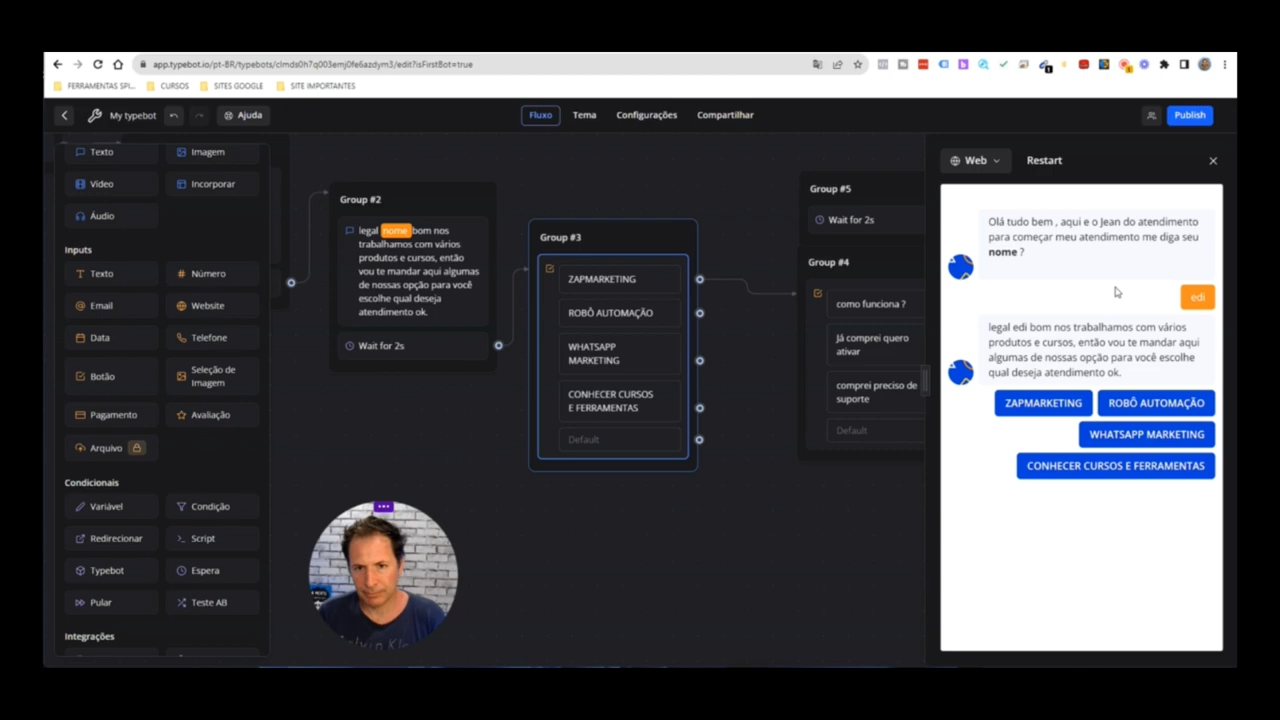 app.typebot.io/pt-BR/typebots/clmds0h7q003emj0fe6azdym3/edit?isFirstBot=true
FERRAMENTAS SPI...
CURSOS
SITES GOOGLE
SITE IMPORTANTES
My typebot
Ajuda
Fluxo
Tema
Configurações
Compartilhar
Publish
Texto
Imagem
Vídeo
Incorporar
Áudio
Inputs
Texto
Número
Email
Website
Data
Telefone
Botão
Seleção de
Imagem
Pagamento
Avaliação
Arquivo
Condicionais
Variável
Condição
Redirecionar
Script
Typebot
Espera
Pular
Teste AB
Integrações
Group #2
legal nome bom nos
trabalhamos com vários
produtos e cursos, então
vou te mandar aqui algumas
de nossas opção para você
escolhe qual deseja
atendimento ok.
Wait for 2s
Group #3
ZAPMARKETING
ROBÔ AUTOMAÇÃO
WHATSAPP
MARKETING
CONHECER CURSOS
E FERRAMENTAS
Default
Group #5
Wait for 2s
Group #4
como funciona ?
Já comprei quero
ativar
comprei preciso de
suporte
Default
Web
Restart
Olá tudo bem , aqui e o Jean do atendimento
para começar meu atendimento me diga seu
nome ?
edi
legal edi bom nos trabalhamos com vários
produtos e cursos, então vou te mandar aqui
algumas de nossas opção para você escolhe
qual deseja atendimento ok.
ZAPMARKETING
ROBÔ AUTOMAÇÃO
WHATSAPP MARKETING
CONHECER CURSOS E FERRAMENTAS